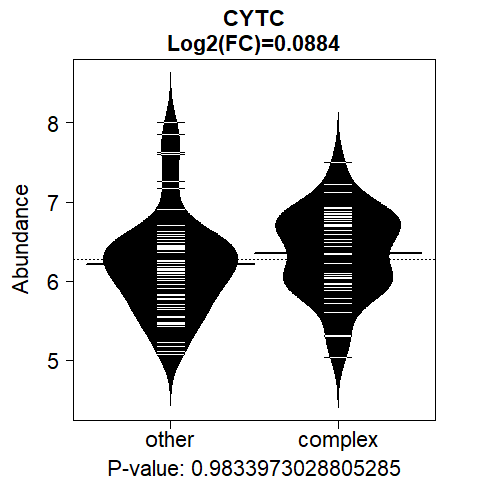 CYTC
Log2(FC)=0.0884
Abundance
8
7
6
5
other complex
P-value: 0.9833973028805285